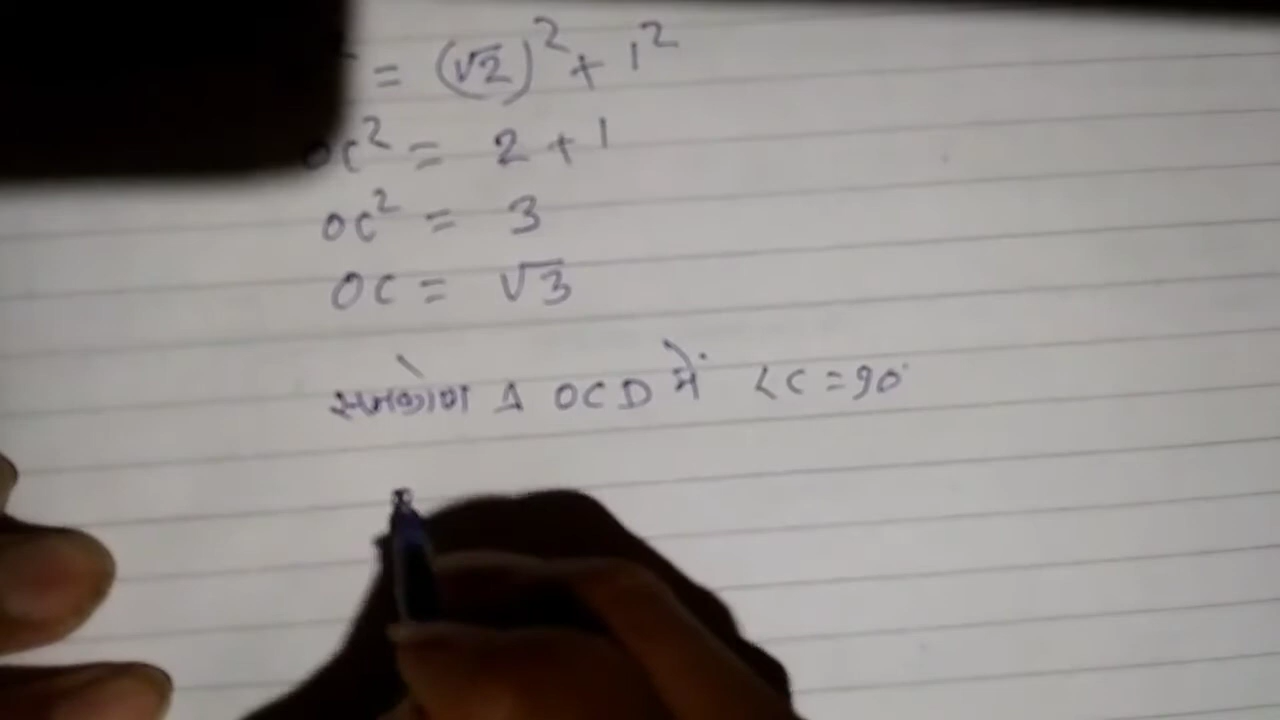 = (√2)² + 1²
OC² = 2 + 1
OC² = 3
OC = √3
समकोण Δ OCD में ∠C = 90°